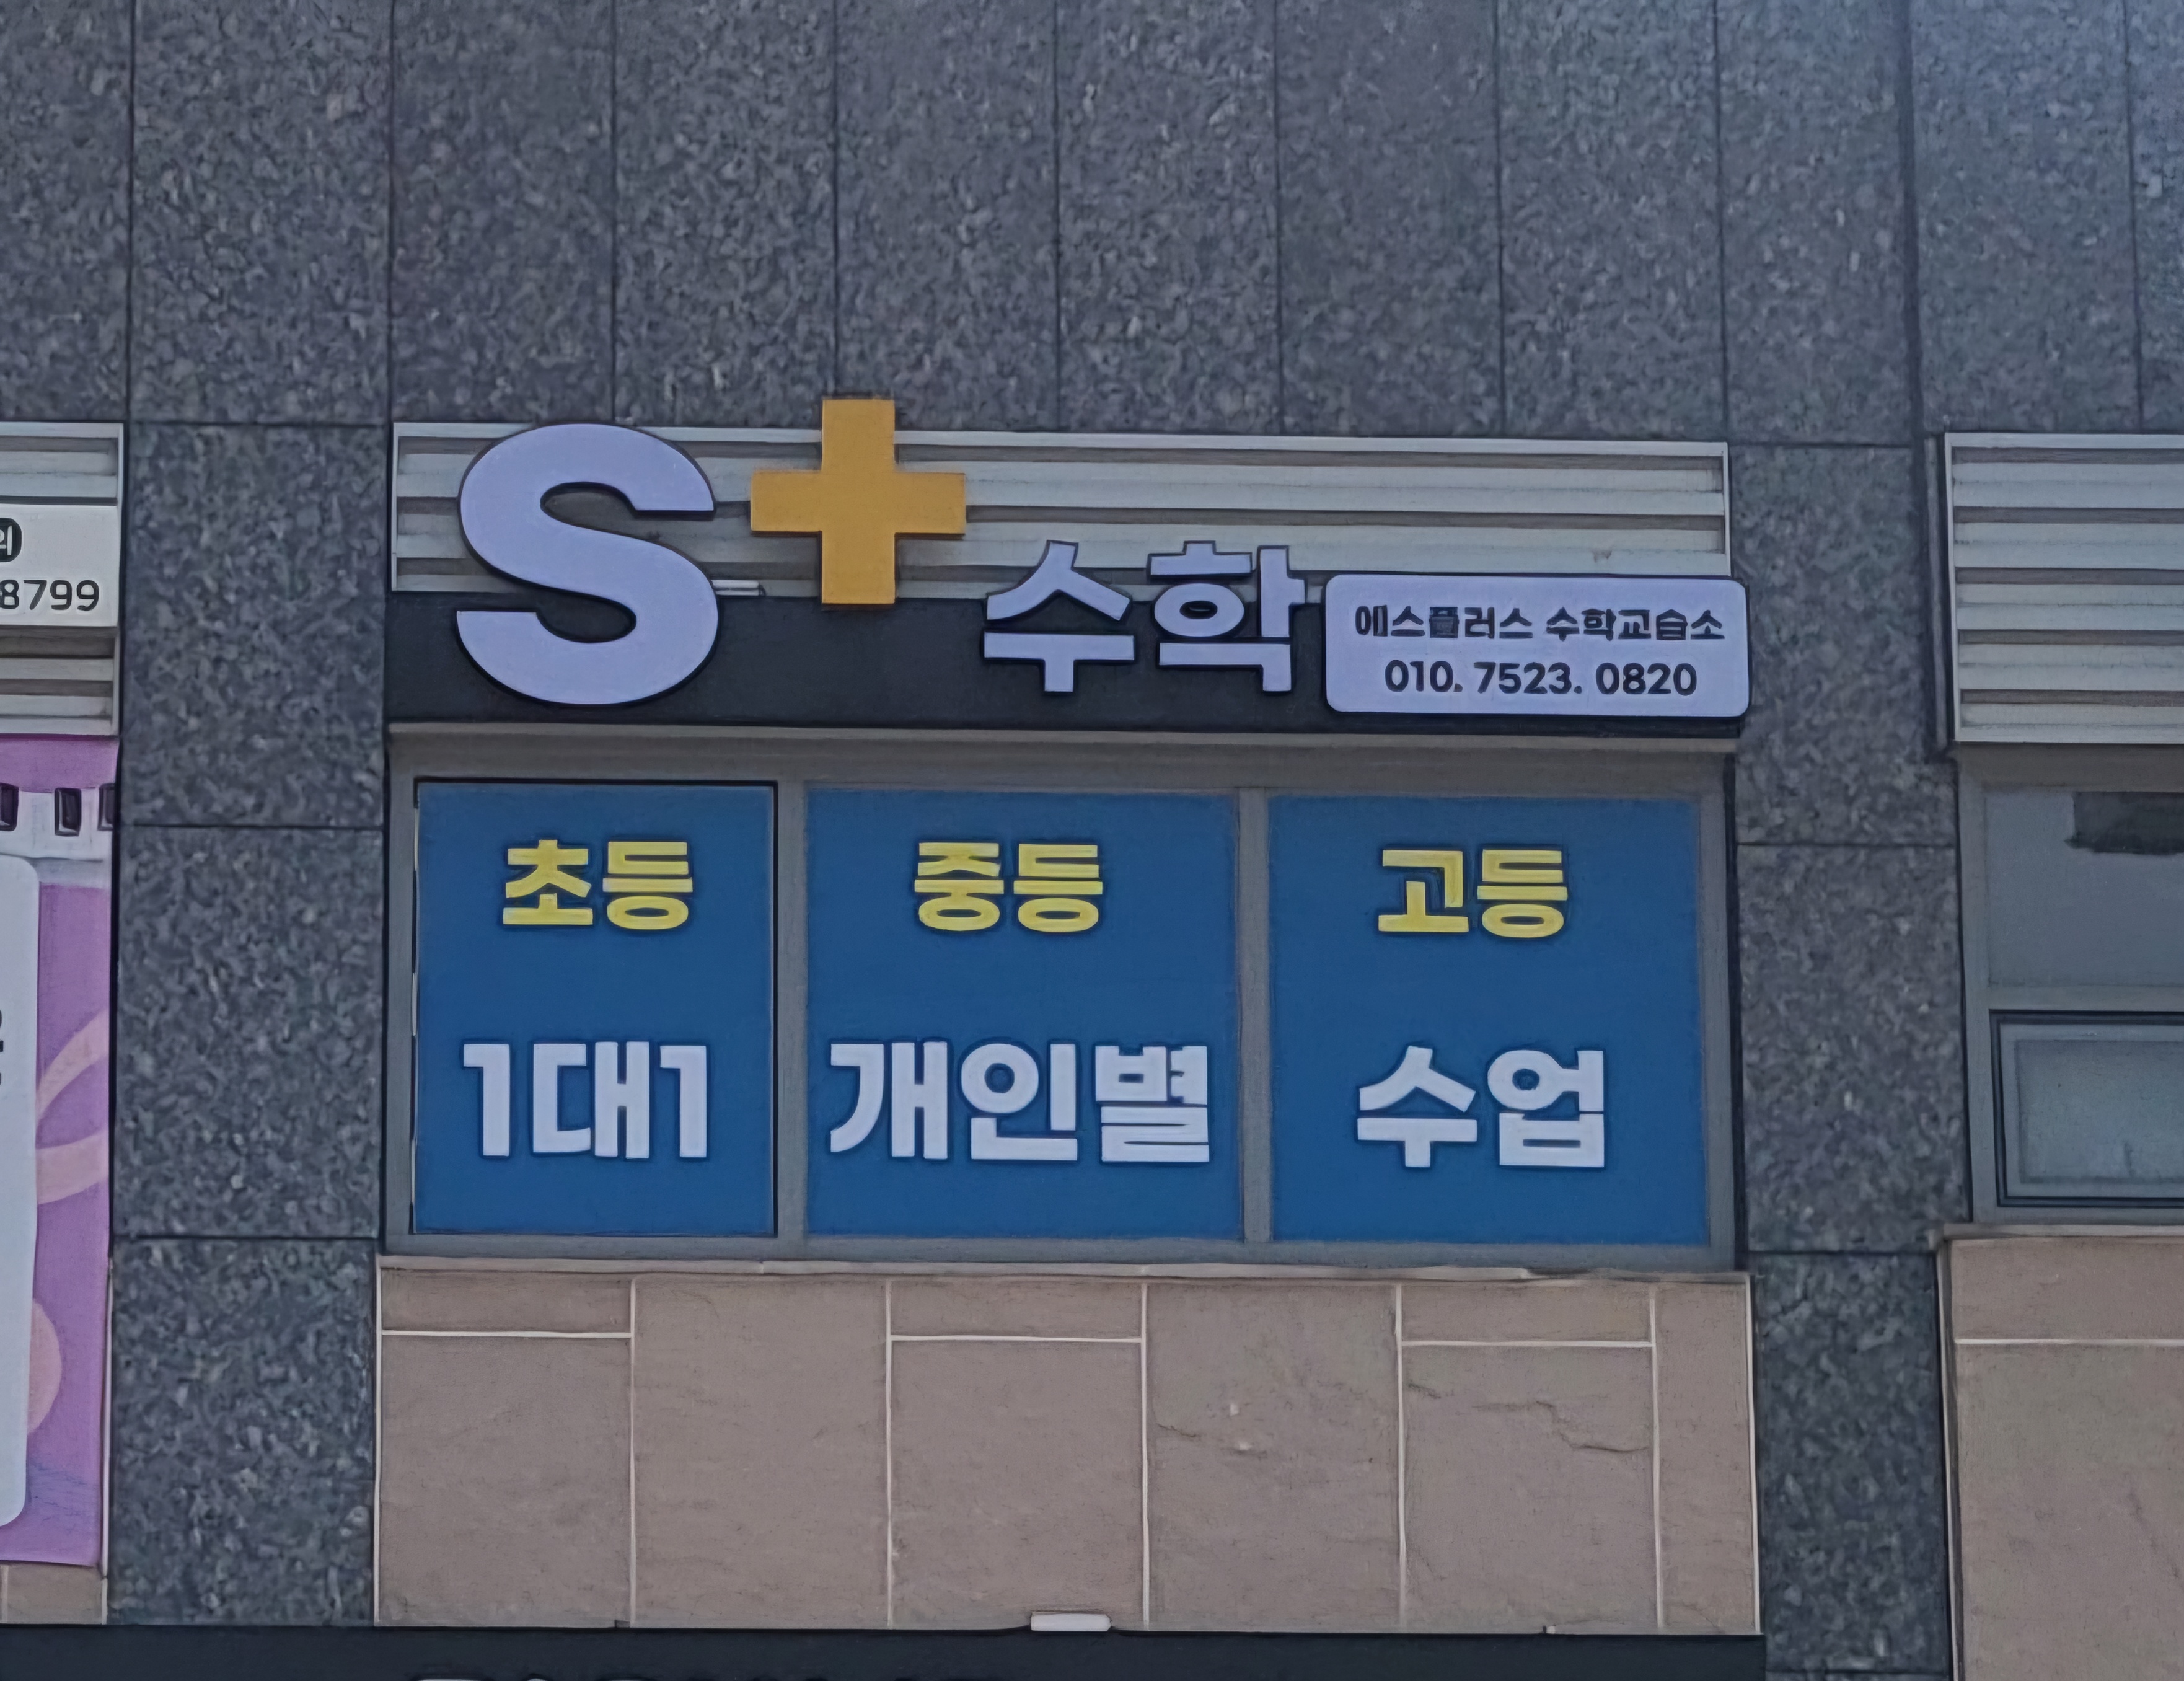 S+ 수학
에스플러스 수학교습소
010. 7523. 0820
초등 중등 고등
1대1 개인별 수업
8799